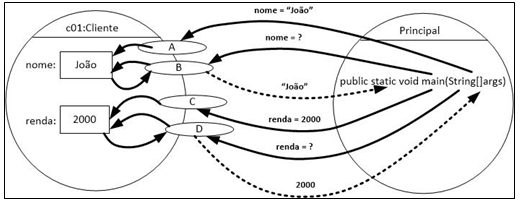 nome = “João”
c01:Cliente
Principal
nome = ?
A
nome:
João
B
public static void main(String[]args)
“João”
C
renda:
2000
renda = 2000
D
renda = ?
2000